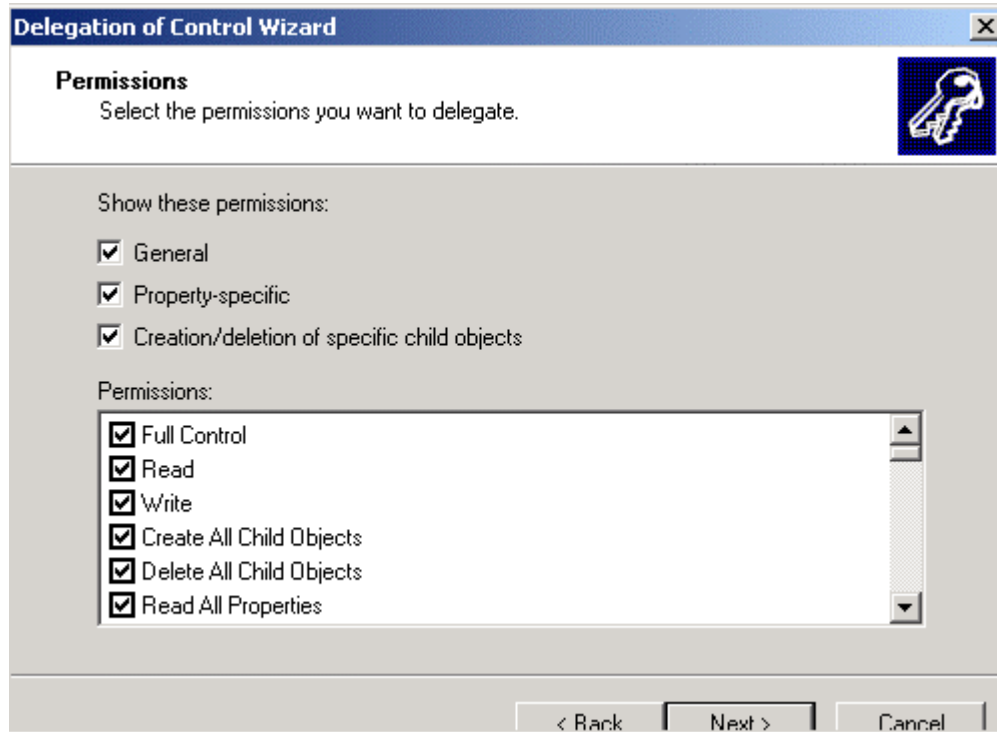 Delegation of Control Wizard
Permissions
Select the permissions you want to delegate.
Show these permissions:
General
Property-specific
Creation/deletion of specific child objects
Permissions:
Full Control
Read
Write
Create All Child Objects
Delete All Child Objects
Read All Properties
< Back Next > Cancel